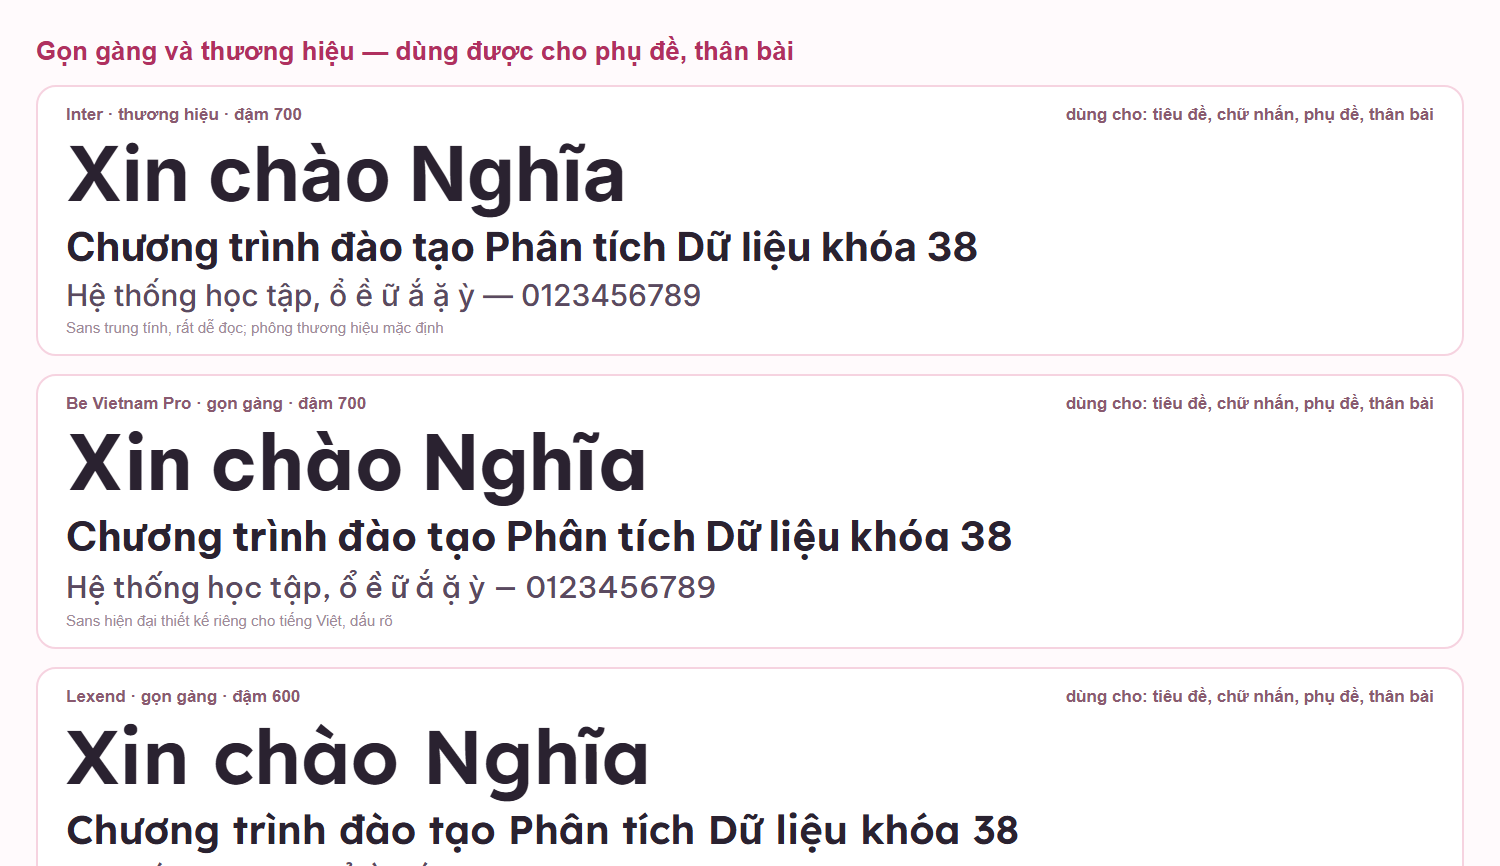 Gọn gàng và thương hiệu — dùng được cho phụ đề, thân bài
Inter · thương hiệu · đậm 700
dùng cho: tiêu đề, chữ nhấn, phụ đề, thân bài
Xin chào Nghĩa
Chương trình đào tạo Phân tích Dữ liệu khóa 38
Hệ thống học tập, ổ ề ữ ắ ặ ỳ — 0123456789
Sans trung tính, rất dễ đọc; phông thương hiệu mặc định
Be Vietnam Pro · gọn gàng · đậm 700
dùng cho: tiêu đề, chữ nhấn, phụ đề, thân bài
Xin chào Nghĩa
Chương trình đào tạo Phân tích Dữ liệu khóa 38
Hệ thống học tập, ổ ề ữ ắ ặ ỳ — 0123456789
Sans hiện đại thiết kế riêng cho tiếng Việt, dấu rõ
Lexend · gọn gàng · đậm 600
dùng cho: tiêu đề, chữ nhấn, phụ đề, thân bài
Xin chào Nghĩa
Chương trình đào tạo Phân tích Dữ liệu khóa 38